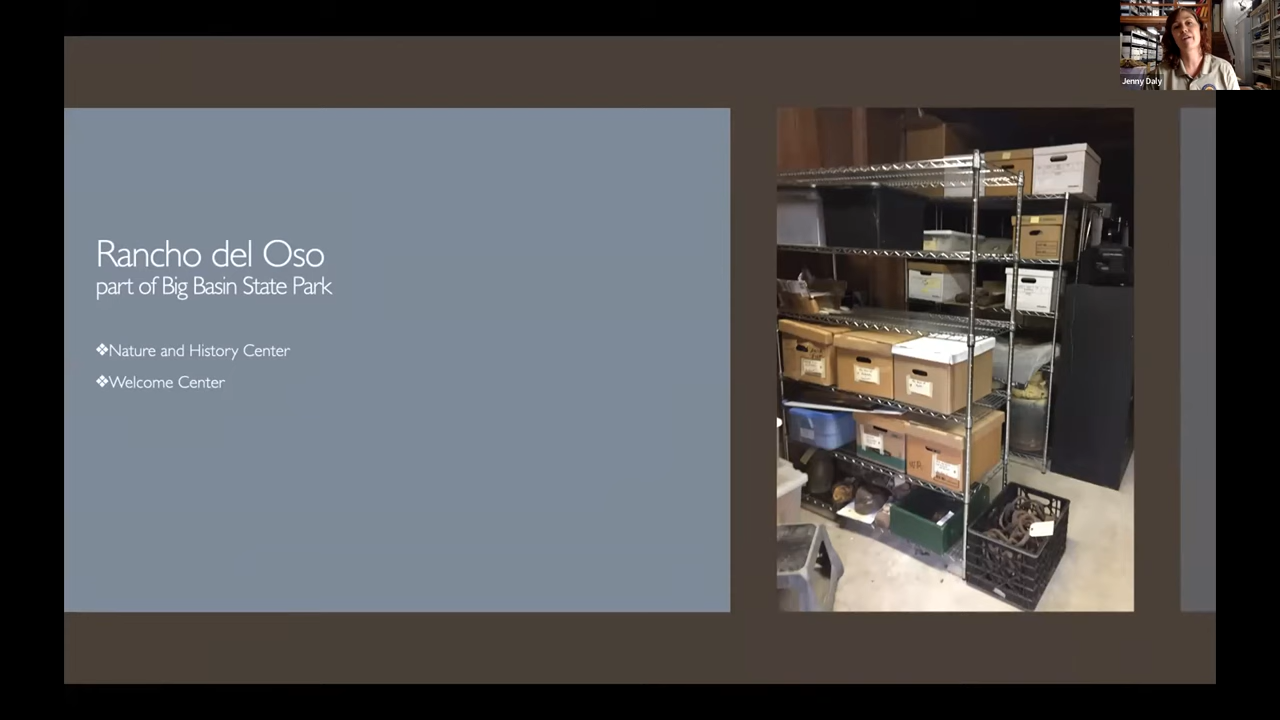 Jenny Daly
Rancho del Oso
part of Big Basin State Park
❖Nature and History Center
❖Welcome Center